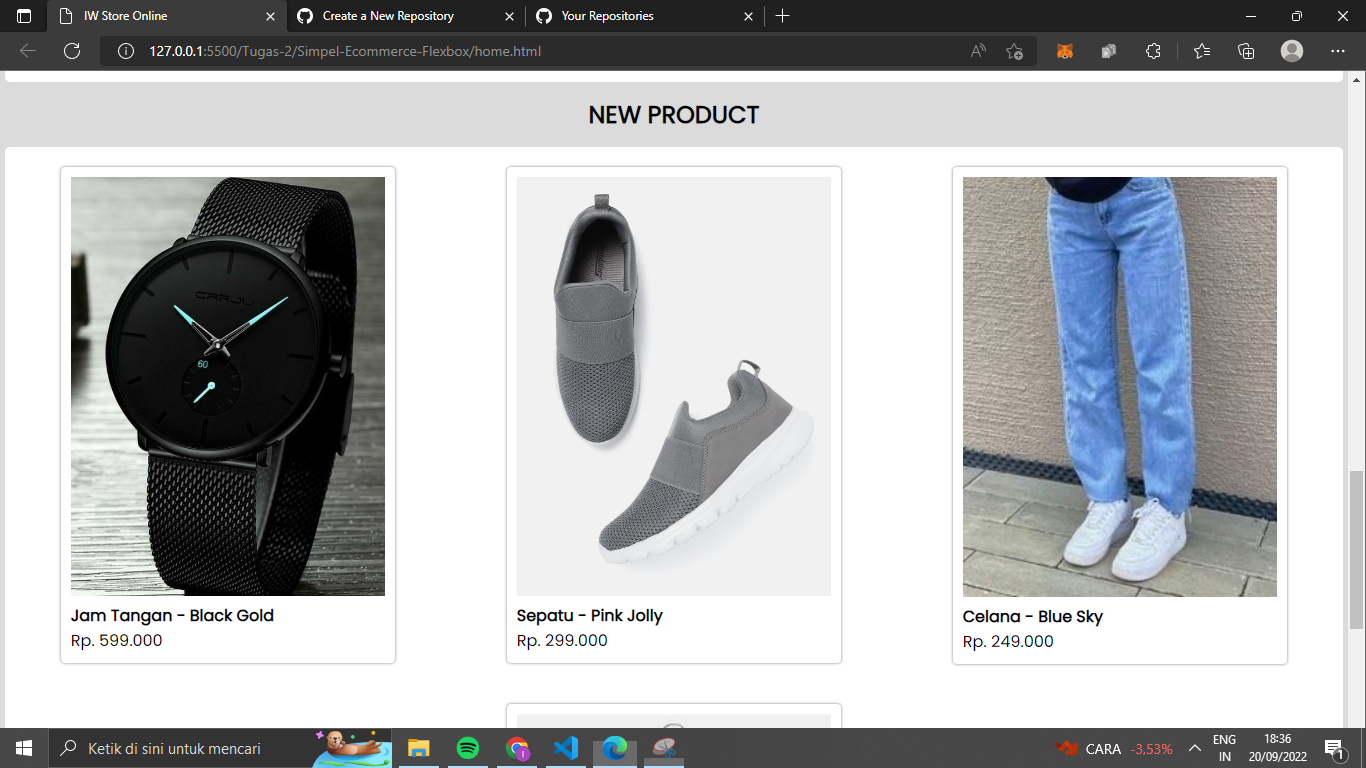 IW Store Online
Create a New Repository
Your Repositories
127.0.0.1:5500/Tugas-2/Simpel-Ecommerce-Flexbox/home.html
NEW PRODUCT
CRRJU
60
Jam Tangan - Black Gold
Rp. 599.000
Sepatu - Pink Jolly
Rp. 299.000
Celana - Blue Sky
Rp. 249.000
Ketik di sini untuk mencari
CARA -3,53%
ENG
IN
18:36
20/09/2022
1